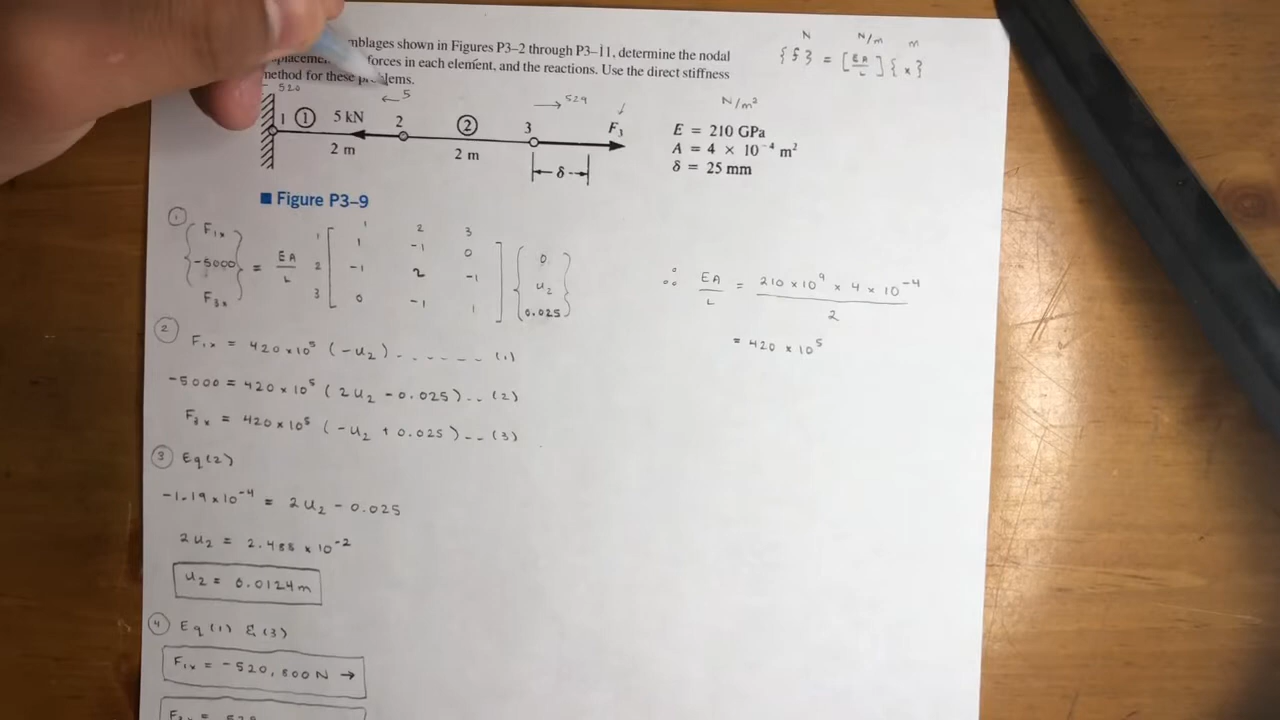 mblages shown in Figures P3–2 through P3–11, determine the nodal
forces in each element, and the reactions. Use the direct stiffness
method for these problems.
N N/m m
{f} = [EA/L]{x}
520
5
529
1 ① 5 kN 2 ② 3 F₃
2 m 2 m δ
N/m²
E = 210 GPa
A = 4 × 10⁻⁴ m²
δ = 25 mm
■ Figure P3–9
①
1 2 3
F₁ₓ 1 1 -1 0 0
-5000 = EA/L 2 -1 2 -1 u₂
F₃ₓ 3 0 -1 1 0.025
∴ EA/L = 210 × 10⁹ × 4 × 10⁻⁴ / 2
= 420 × 10⁵
②
F₁ₓ = 420 × 10⁵ (-u₂) ------ (1)
-5000 = 420 × 10⁵ (2u₂ - 0.025).. (2)
F₃ₓ = 420 × 10⁵ (-u₂ + 0.025)-- (3)
③ Eq(2)
-1.19 × 10⁻⁴ = 2u₂ - 0.025
2u₂ = 2.488 × 10⁻²
u₂ = 0.0124 m
④ Eq (1) & (3)
F₁ₓ = -520,800 N →